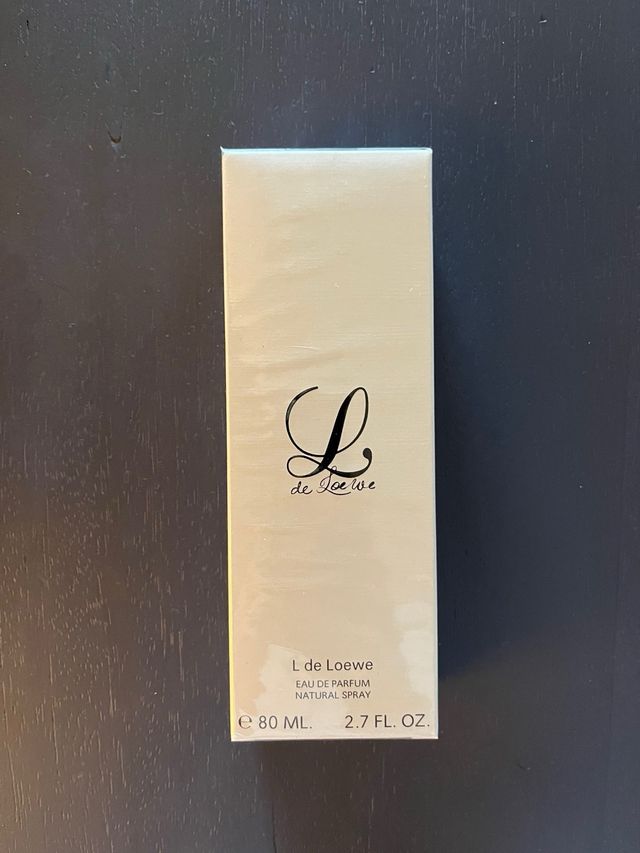 L
de Loewe
L de Loewe
EAU DE PARFUM
NATURAL SPRAY
℮ 80 ML. 2.7 FL. OZ.